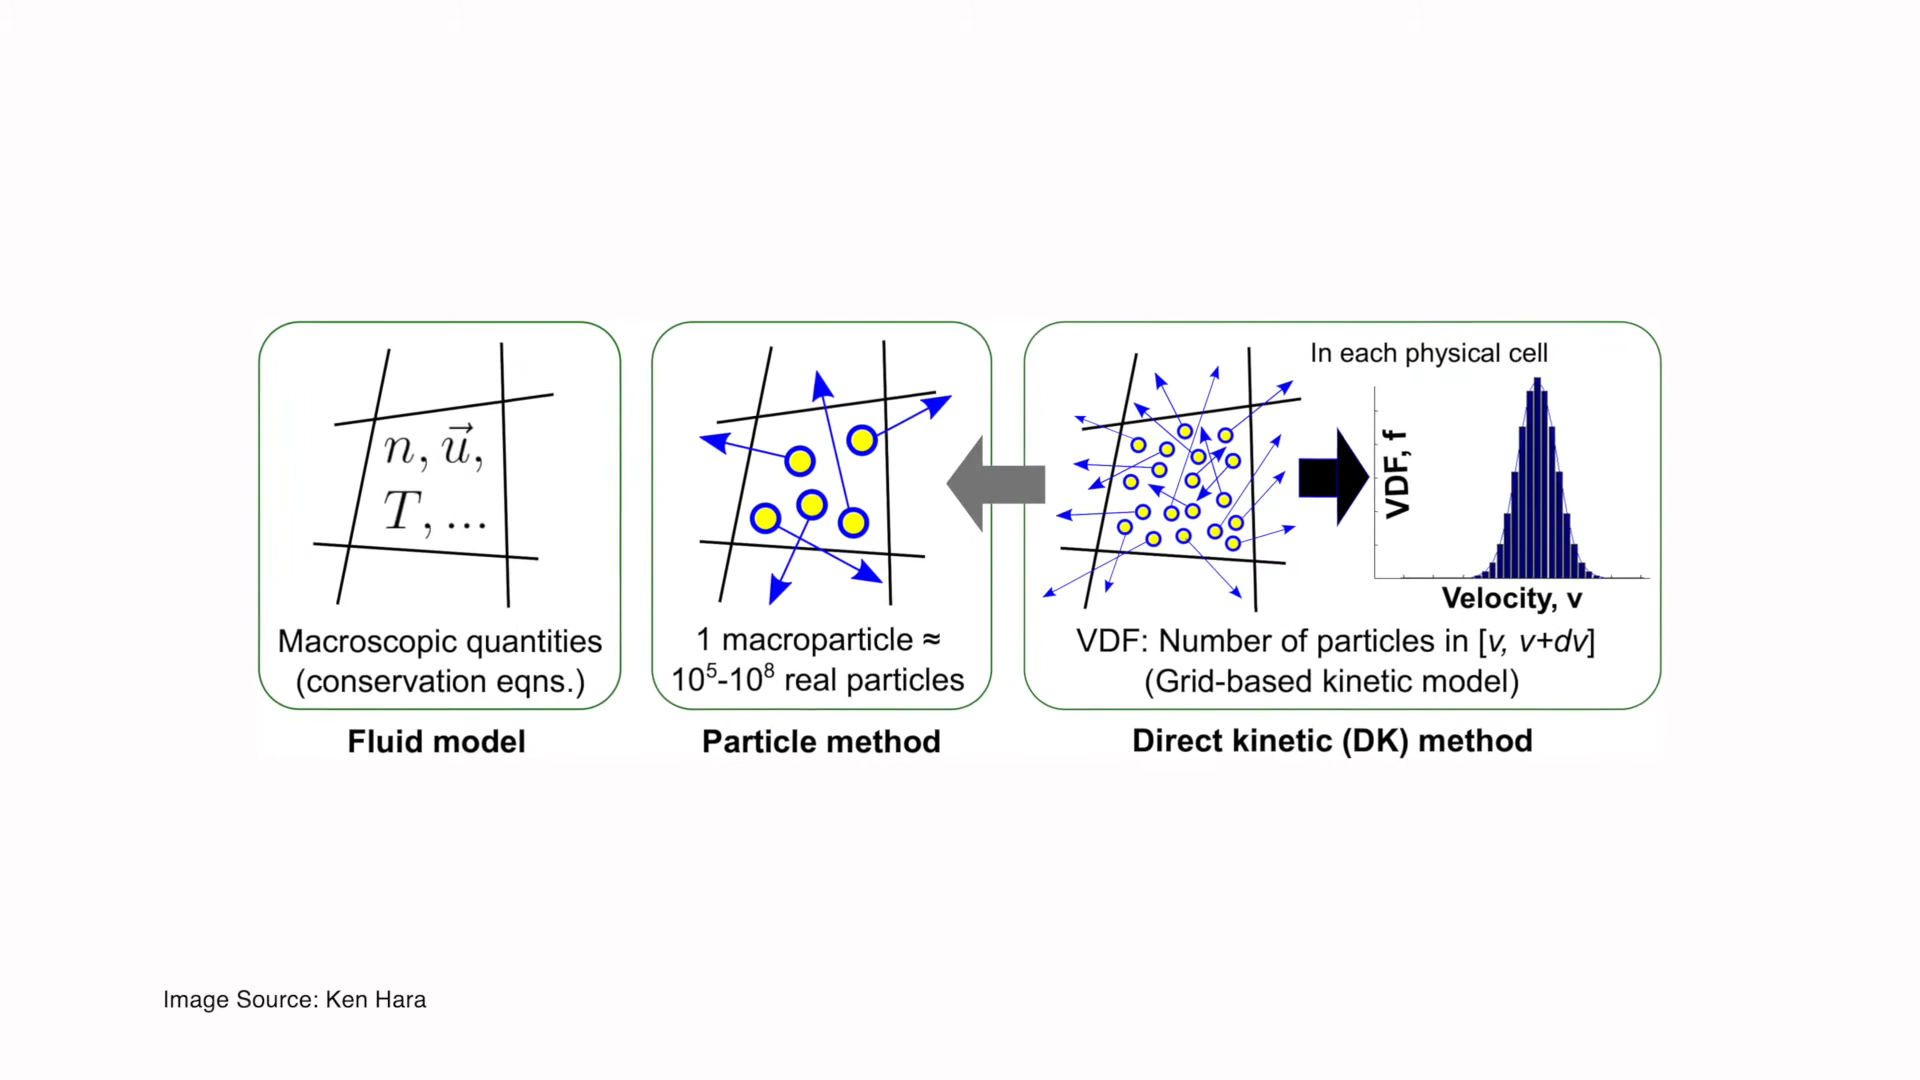 n, u⃗,
T, ...
Macroscopic quantities
(conservation eqns.)
Fluid model
1 macroparticle ≈
10⁵-10⁸ real particles
Particle method
In each physical cell
VDF, f
Velocity, v
VDF: Number of particles in [v, v+dv]
(Grid-based kinetic model)
Direct kinetic (DK) method
Image Source: Ken Hara